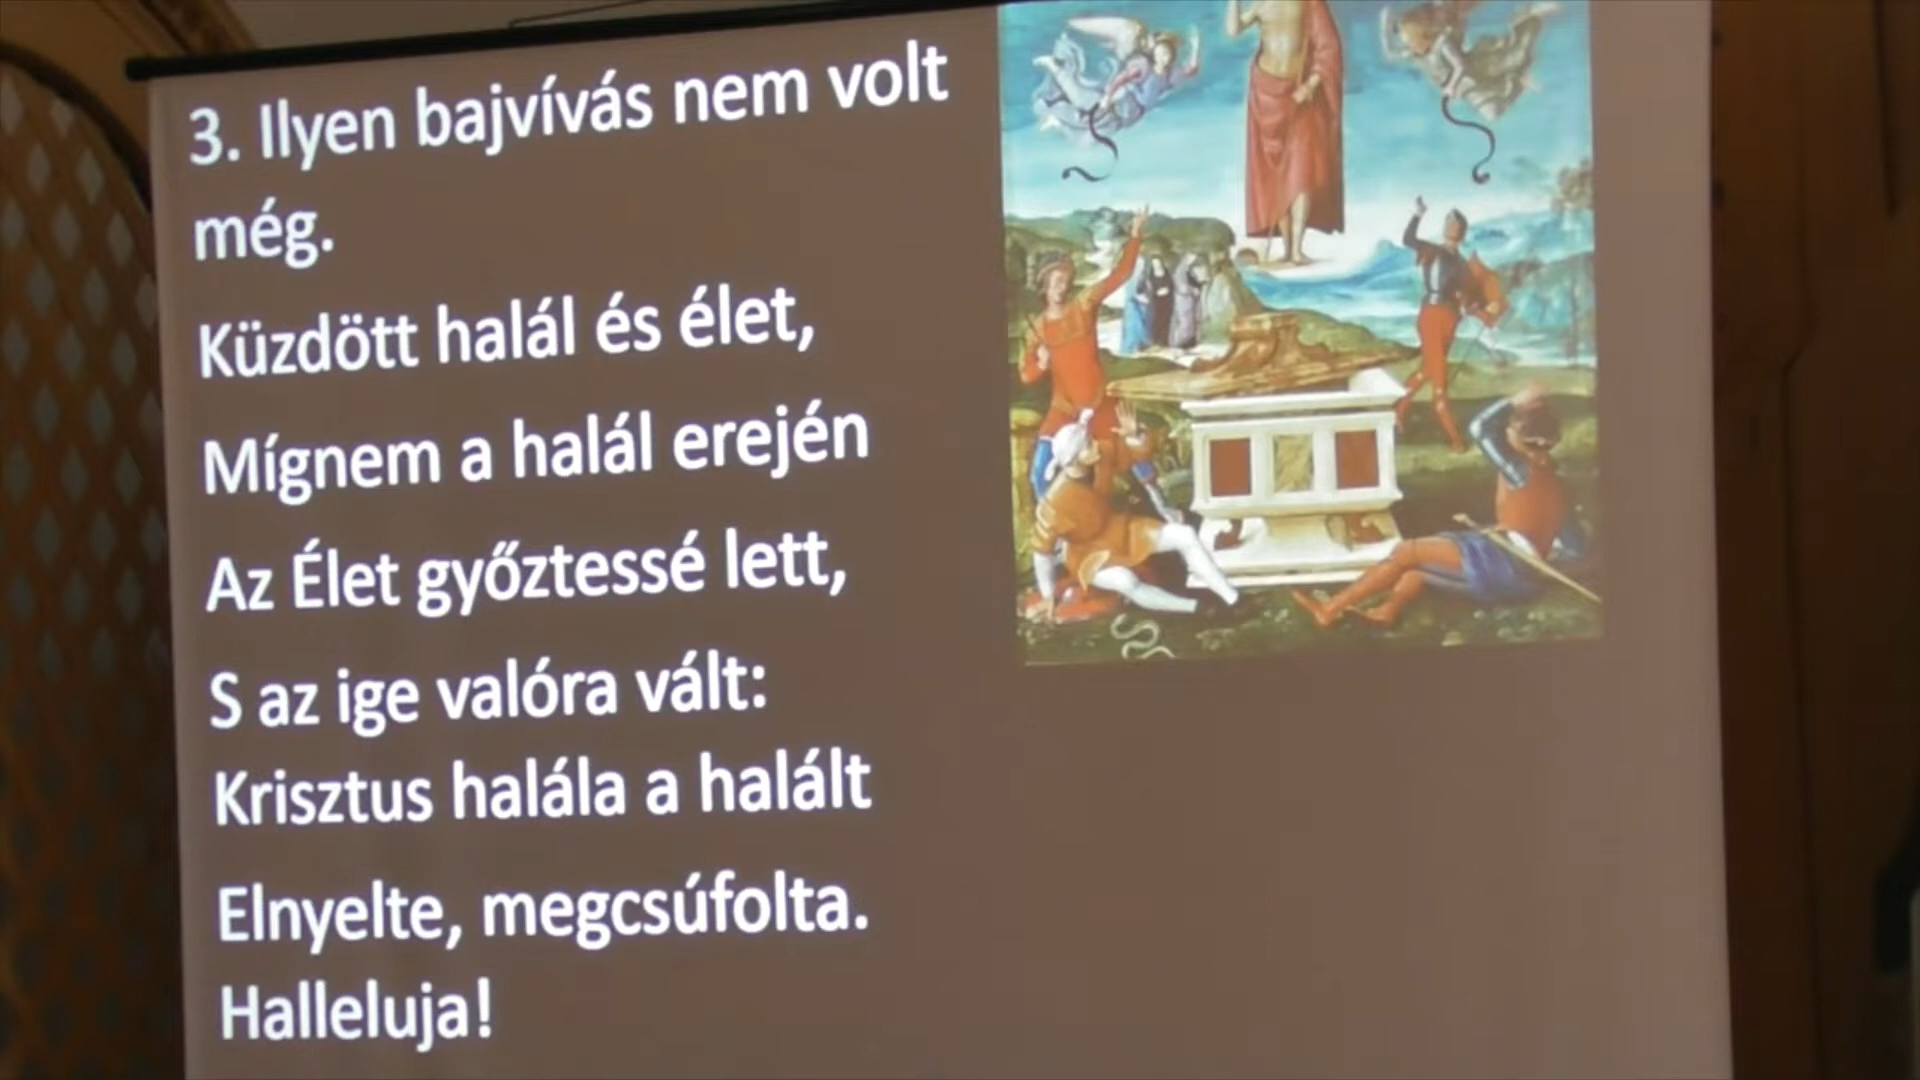 3. Ilyen bajvívás nem volt
még.
Küzdött halál és élet,
Mígnem a halál erején
Az Élet győztessé lett,
S az ige valóra vált:
Krisztus halála a halált
Elnyelte, megcsúfolta.
Halleluja!